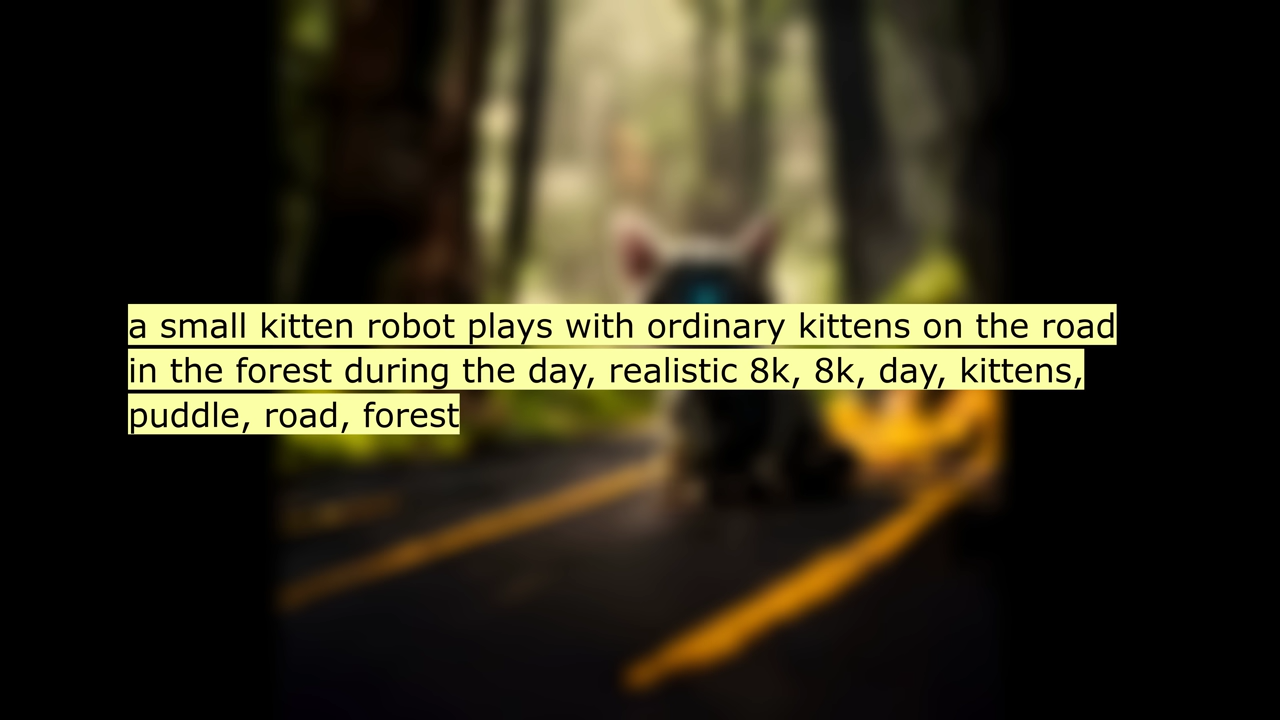 a small kitten robot plays with ordinary kittens on the road
in the forest during the day, realistic 8k, 8k, day, kittens,
puddle, road, forest